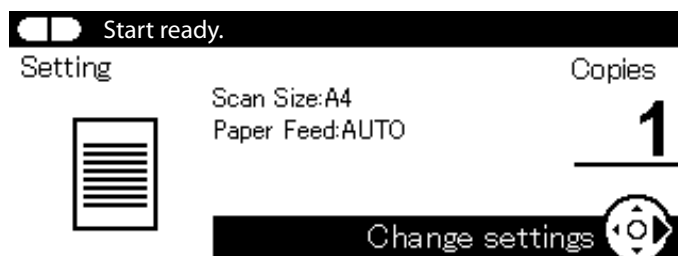 Start ready.
Setting
Copies
Scan Size:A4
Paper Feed:AUTO
1
Change settings